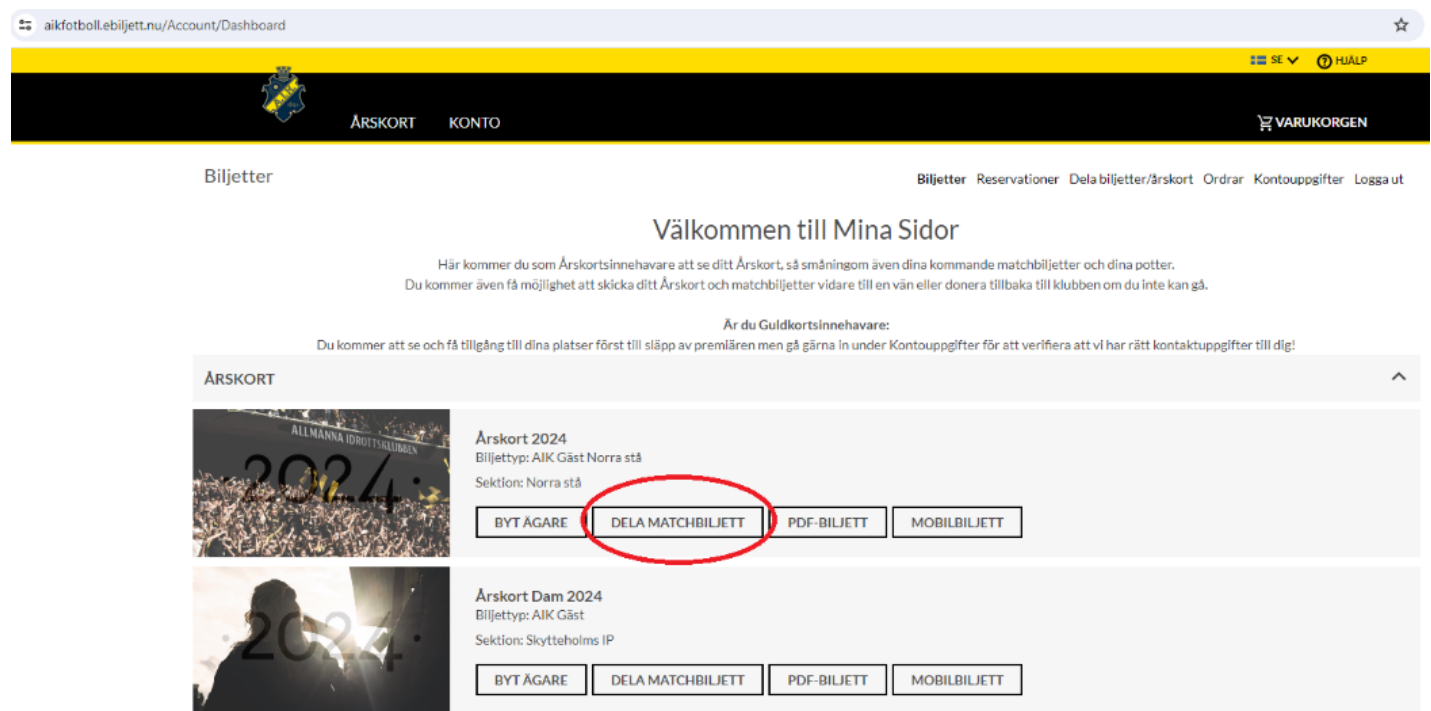 aikfotboll.ebiljett.nu/Account/Dashboard
SE
HJÄLP
ÅRSKORT KONTO
VARUKORGEN
Biljetter
Biljetter Reservationer Dela biljetter/årskort Ordrar Kontouppgifter Logga ut
Välkommen till Mina Sidor
Här kommer du som Årskortsinnehavare att se ditt Årskort, så småningom även dina kommande matchbiljetter och dina potter.
Du kommer även få möjlighet att skicka ditt Årskort och matchbiljetter vidare till en vän eller donera tillbaka till klubben om du inte kan gå.
Är du Guldkortsinnehavare:
Du kommer att se och få tillgång till dina platser först till släpp av premiären men gå gärna in under Kontouppgifter för att verifiera att vi har rätt kontaktuppgifter till dig!
ÅRSKORT
ALLMÄNNA IDROTTSKLUBBEN
·2024·
Årskort 2024
Biljettyp: AIK Gäst Norra stå
Sektion: Norra stå
BYT ÄGARE DELA MATCHBILJETT PDF-BILJETT MOBILBILJETT
·2024·
Årskort Dam 2024
Biljettyp: AIK Gäst
Sektion: Skytteholms IP
BYT ÄGARE DELA MATCHBILJETT PDF-BILJETT MOBILBILJETT